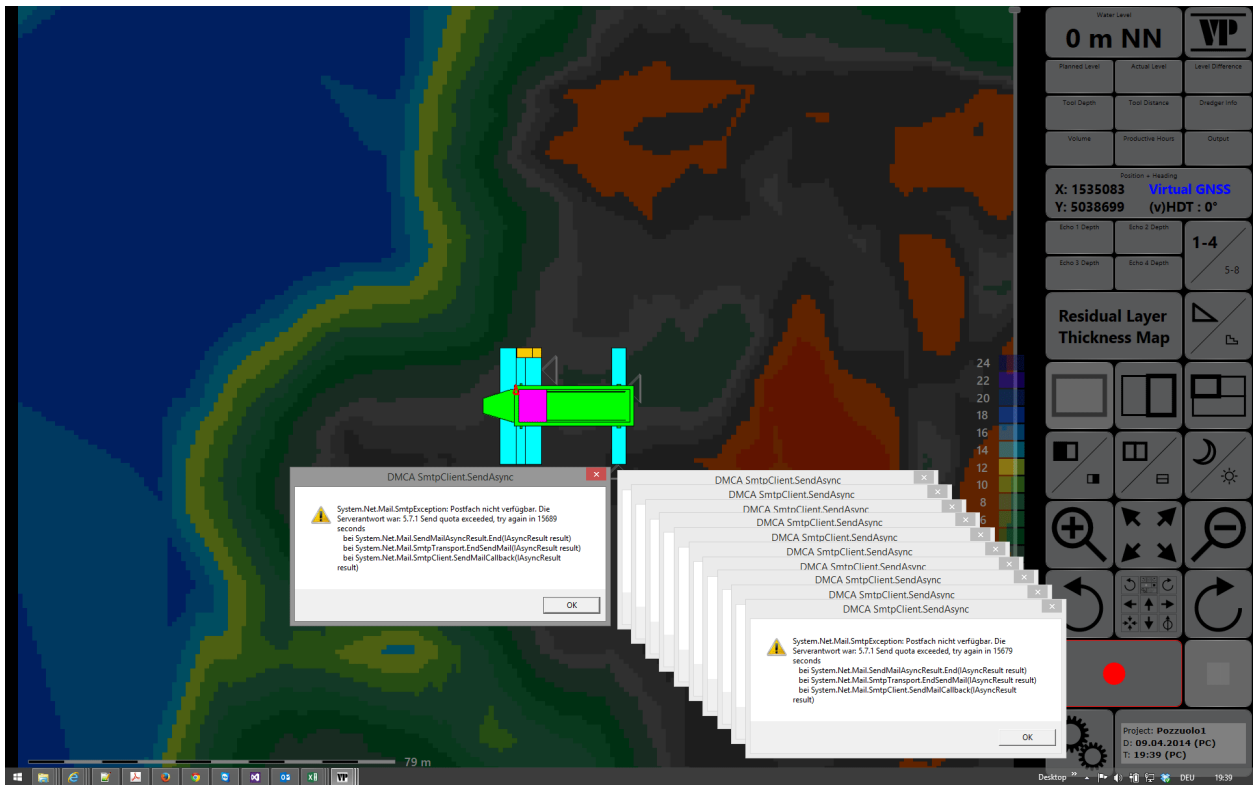 Water Level
0 m NN
VP
Planned Level
Actual Level
Level Difference
Tool Depth
Tool Distance
Dredger Info
Volume
Productive Hours
Output
Position + Heading
X: 1535083 Virtual GNSS
Y: 5038699 (v)HDT : 0°
Echo 1 Depth
Echo 2 Depth
1-4
5-8
Echo 3 Depth
Echo 4 Depth
Residual Layer
Thickness Map
24
22
20
18
16
14
12
10
8
6
DMCA SmtpClient.SendAsync
System.Net.Mail.SmtpException: Postfach nicht verfügbar. Die
Serverantwort war: 5.7.1 Send quota exceeded, try again in 15689
seconds
bei System.Net.Mail.SendMailAsyncResult.End(IAsyncResult result)
bei System.Net.Mail.SmtpTransport.EndSendMail(IAsyncResult result)
bei System.Net.Mail.SmtpClient.SendMailCallback(IAsyncResult
result)
OK
DMCA SmtpClient.SendAsync
DMCA SmtpClient.SendAsync
DMCA SmtpClient.SendAsync
DMCA SmtpClient.SendAsync
DMCA SmtpClient.SendAsync
DMCA SmtpClient.SendAsync
DMCA SmtpClient.SendAsync
DMCA SmtpClient.SendAsync
DMCA SmtpClient.SendAsync
DMCA SmtpClient.SendAsync
System.Net.Mail.SmtpException: Postfach nicht verfügbar. Die
Serverantwort war: 5.7.1 Send quota exceeded, try again in 15679
seconds
bei System.Net.Mail.SendMailAsyncResult.End(IAsyncResult result)
bei System.Net.Mail.SmtpTransport.EndSendMail(IAsyncResult result)
bei System.Net.Mail.SmtpClient.SendMailCallback(IAsyncResult
result)
OK
Project: Pozzuolo1
D: 09.04.2014 (PC)
T: 19:39 (PC)
79 m
Desktop
DEU
19:39